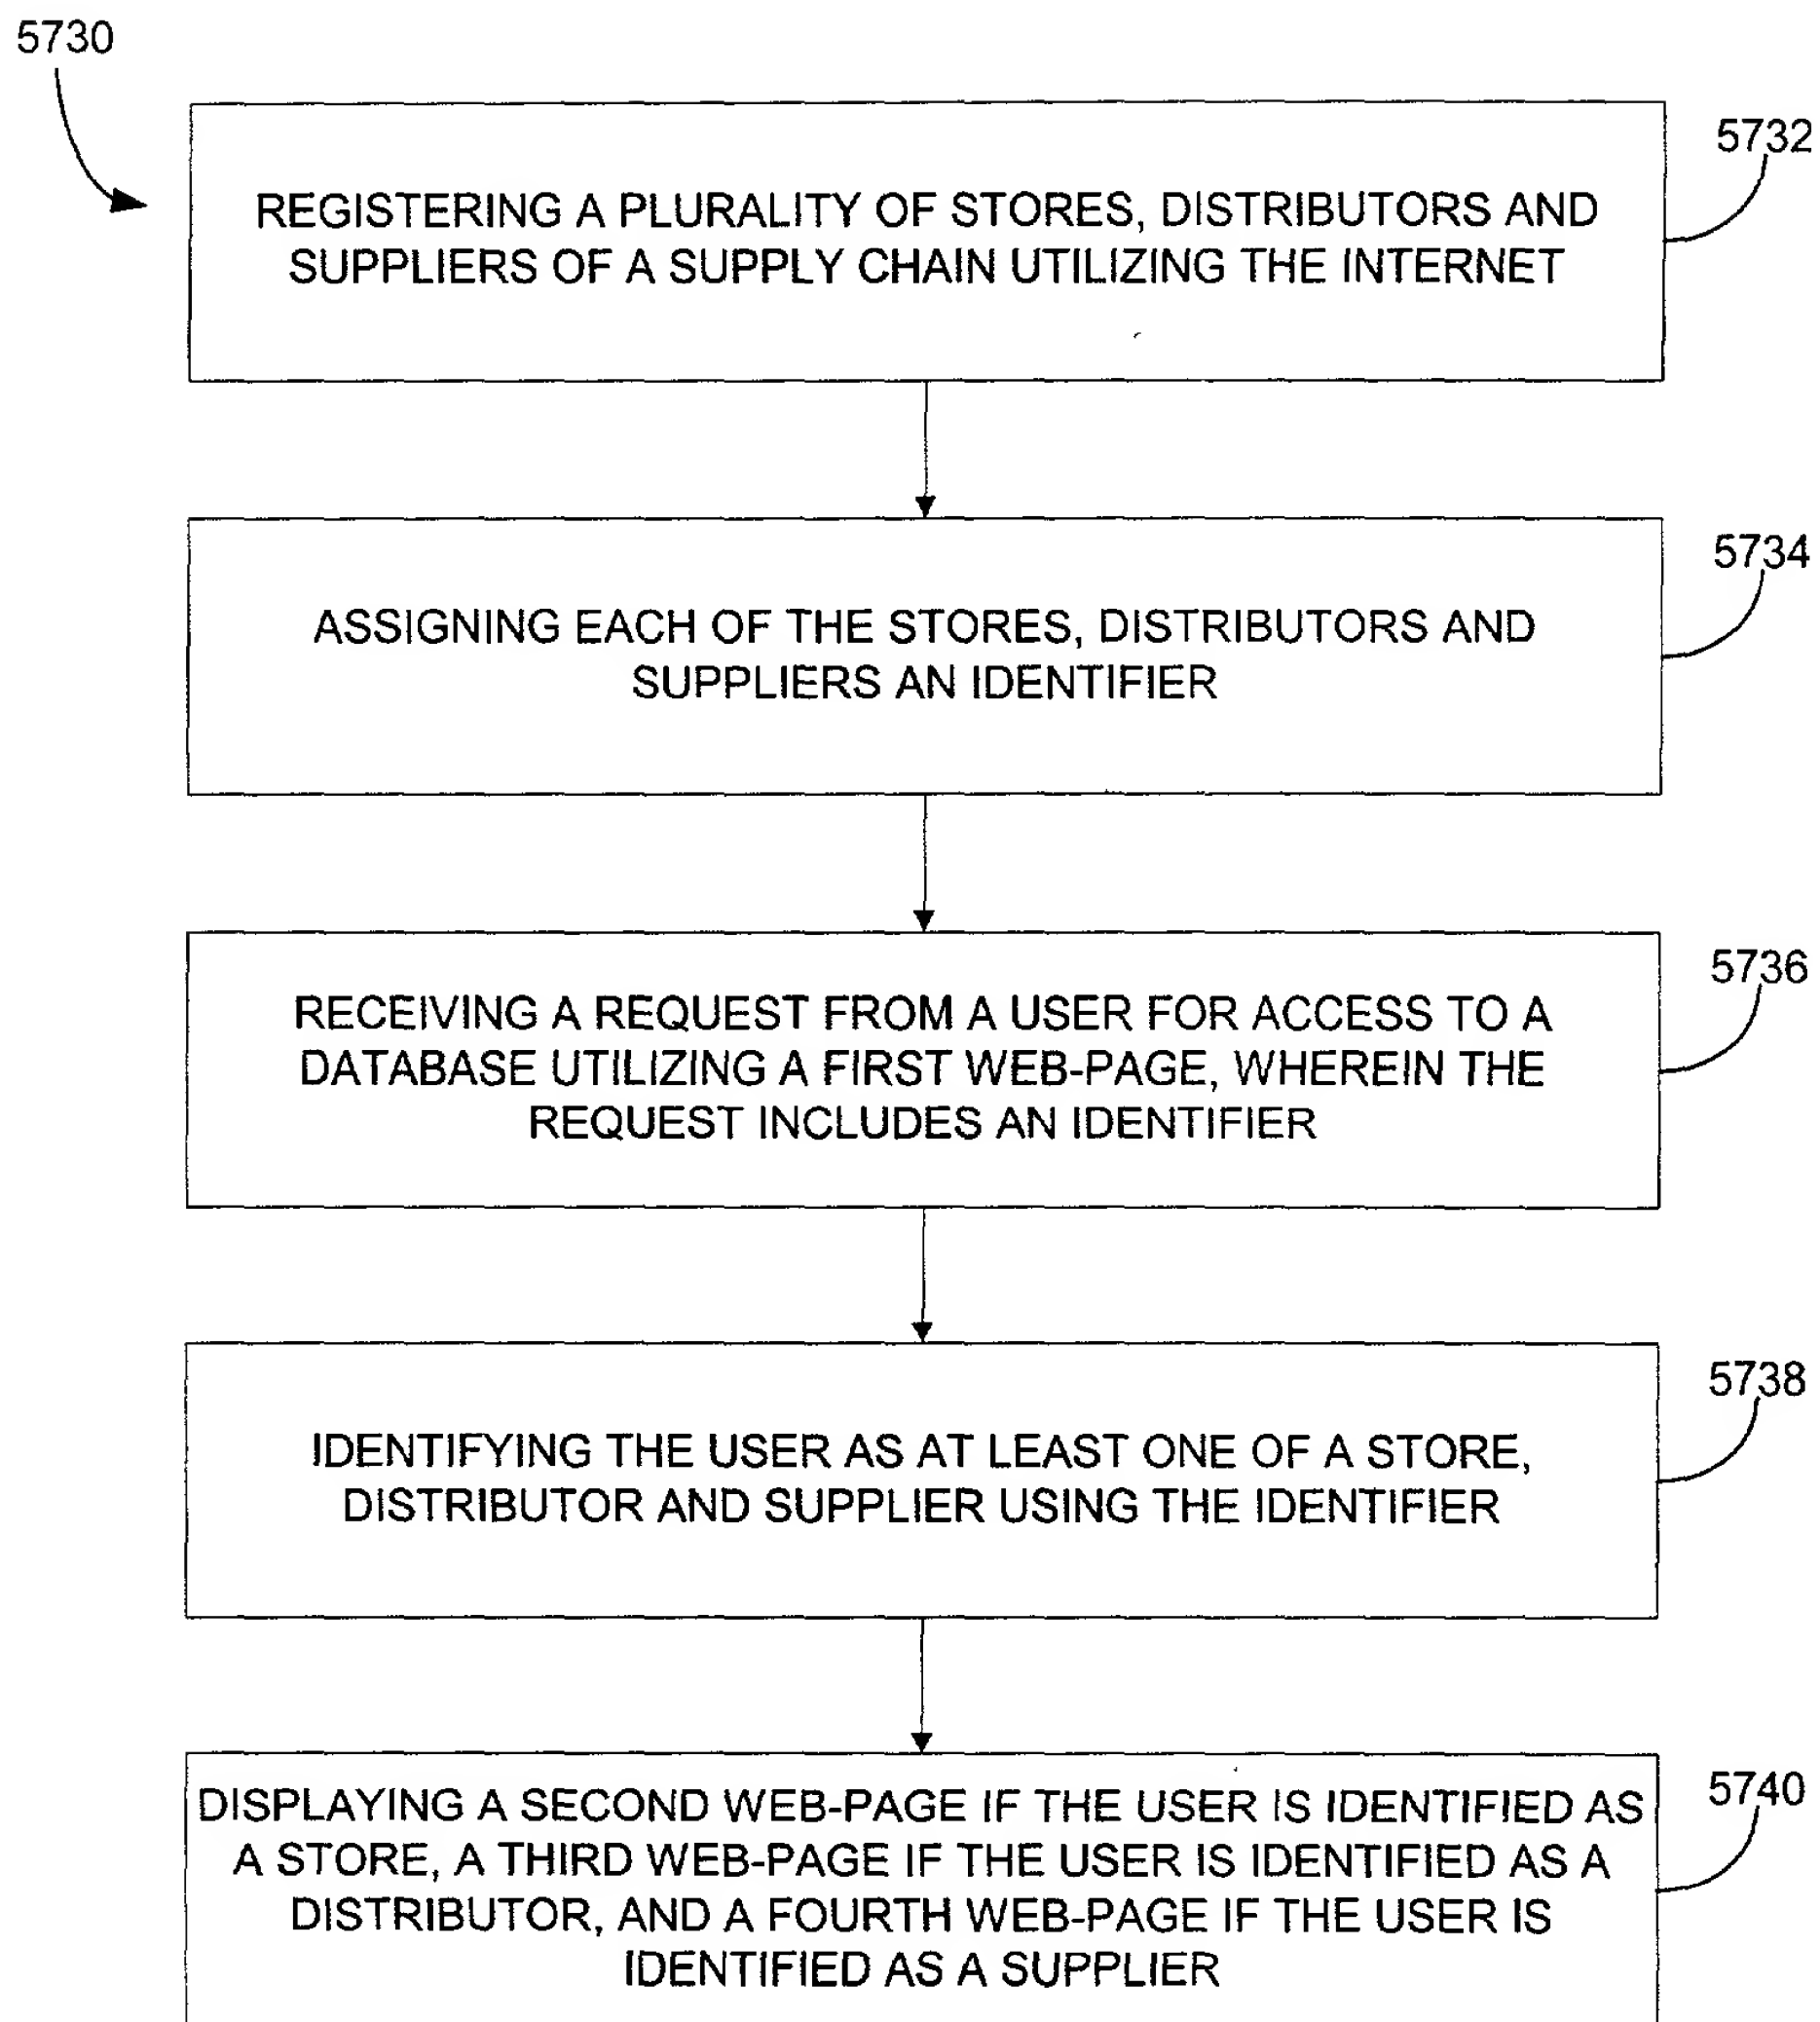 5730
5732
REGISTERING A PLURALITY OF STORES, DISTRIBUTORS AND
SUPPLIERS OF A SUPPLY CHAIN UTILIZING THE INTERNET
5734
ASSIGNING EACH OF THE STORES, DISTRIBUTORS AND
SUPPLIERS AN IDENTIFIER
5736
RECEIVING A REQUEST FROM A USER FOR ACCESS TO A
DATABASE UTILIZING A FIRST WEB-PAGE, WHEREIN THE
REQUEST INCLUDES AN IDENTIFIER
5738
IDENTIFYING THE USER AS AT LEAST ONE OF A STORE,
DISTRIBUTOR AND SUPPLIER USING THE IDENTIFIER
5740
DISPLAYING A SECOND WEB-PAGE IF THE USER IS IDENTIFIED AS
A STORE, A THIRD WEB-PAGE IF THE USER IS IDENTIFIED AS A
DISTRIBUTOR, AND A FOURTH WEB-PAGE IF THE USER IS
IDENTIFIED AS A SUPPLIER